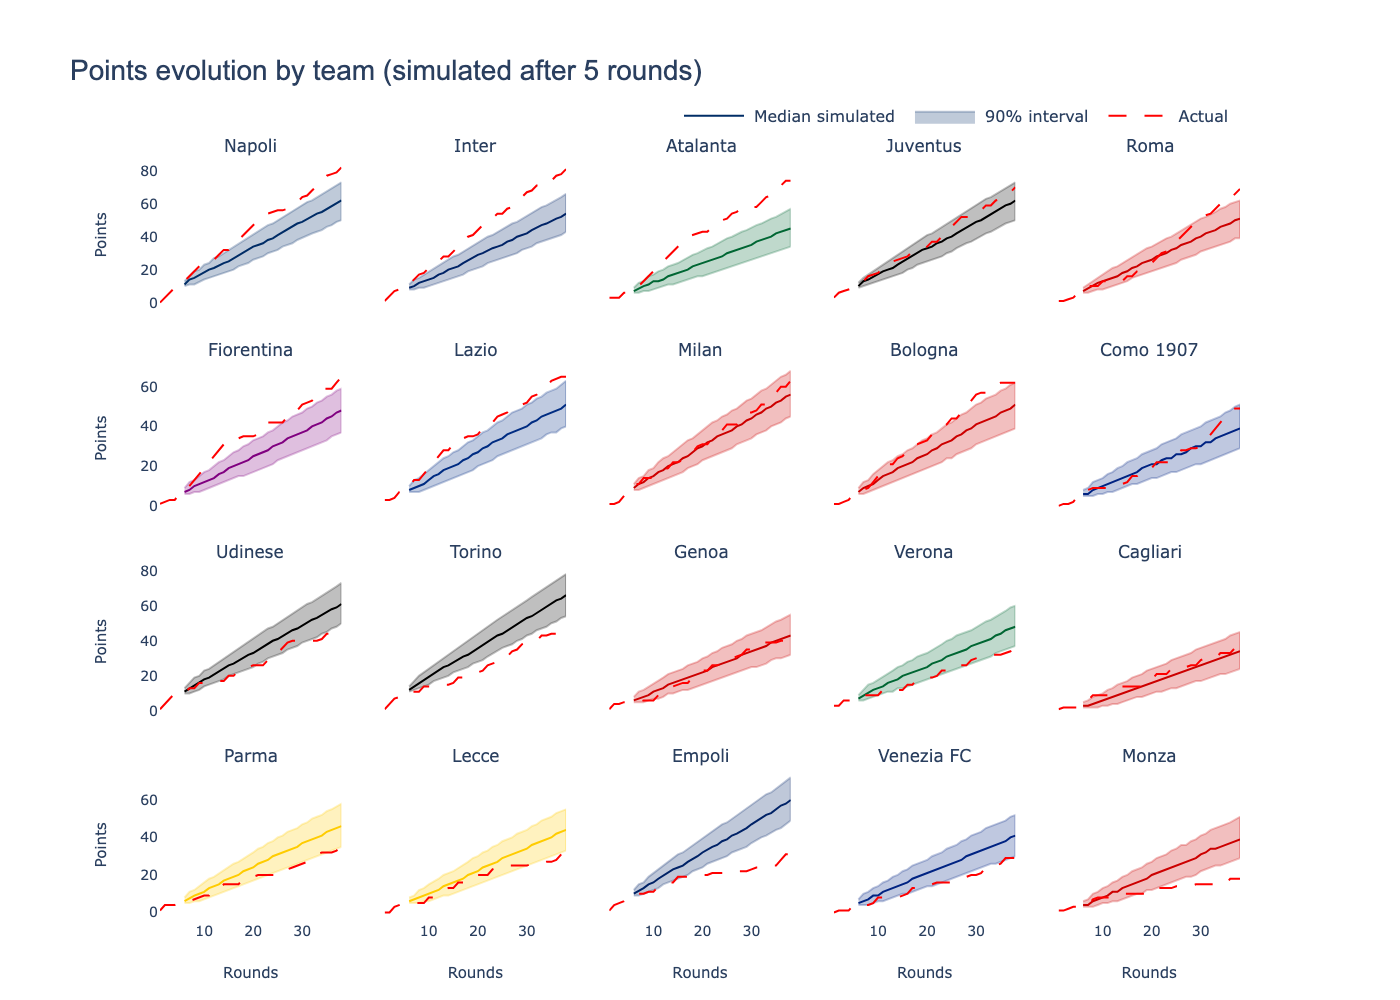 Points evolution by team (simulated after 5 rounds)
Median simulated 90% interval Actual
Napoli Inter Atalanta Juventus Roma
80
60
40
20
0
Points
Fiorentina Lazio Milan Bologna Como 1907
60
40
20
0
Points
Udinese Torino Genoa Verona Cagliari
80
60
40
20
0
Points
Parma Lecce Empoli Venezia FC Monza
60
40
20
0
Points
10 20 30 10 20 30 10 20 30 10 20 30 10 20 30
Rounds Rounds Rounds Rounds Rounds